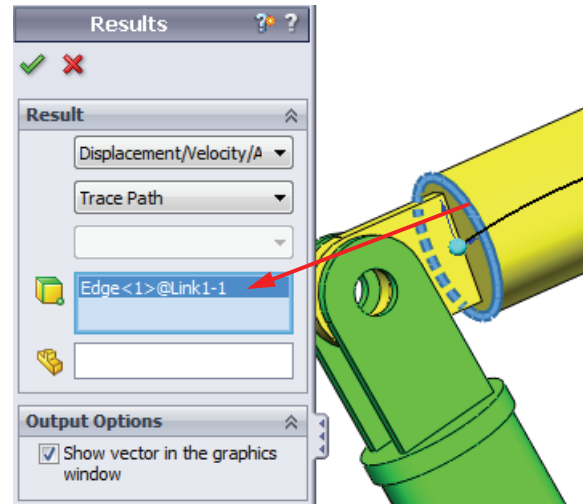 Results ? ?
Result
Displacement/Velocity/A
Trace Path
Edge<1>@Link1-1
Output Options
Show vector in the graphics
window